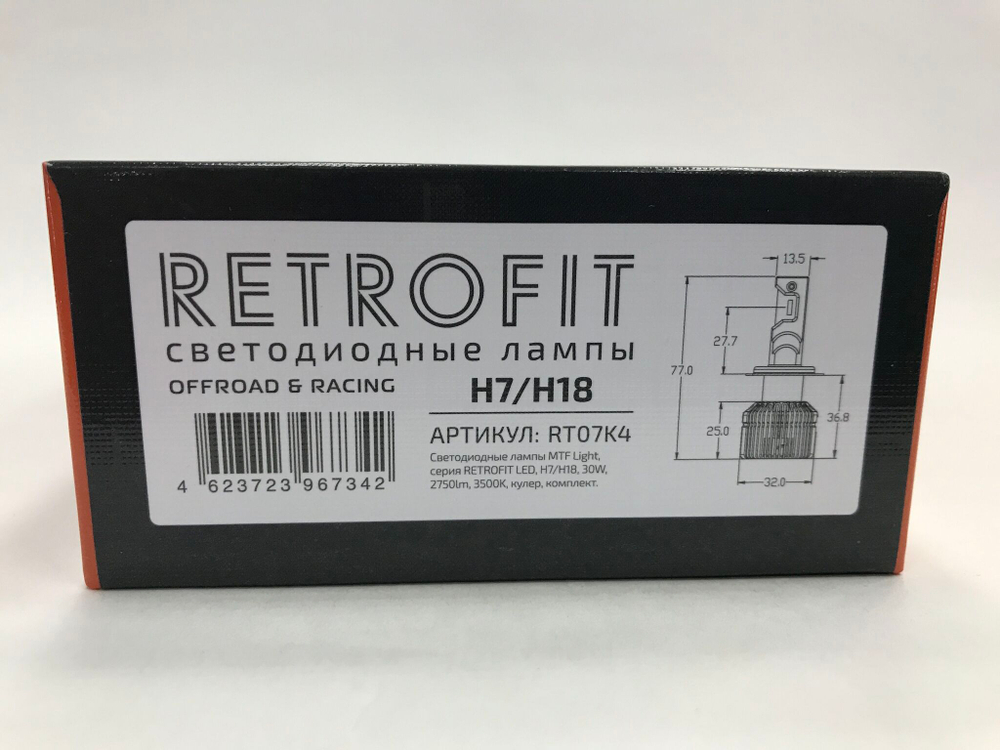 RETROFIT
светодиодные лампы
OFFROAD & RACING
H7/H18
АРТИКУЛ: RT07K4
Светодиодные лампы MTF Light,
серия RETROFIT LED, H7/H18, 30W,
2750lm, 3500K, кулер, комплект.
4 623723 967342
13.5
27.7
77.0
36.8
25.0
32.0